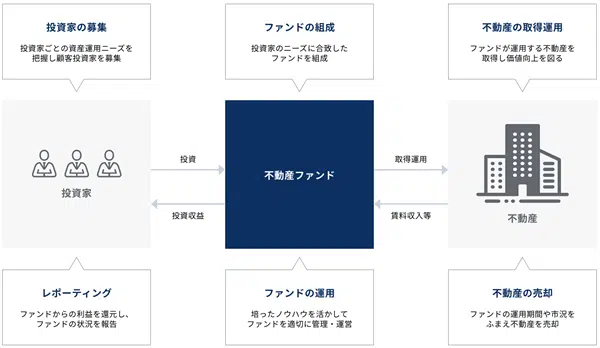 投資家の募集
投資家ごとの資産運用ニーズを
把握し顧客投資家を募集
ファンドの組成
投資家のニーズに合致した
ファンドを組成
不動産の取得運用
ファンドが運用する不動産を
取得し価値向上を図る
投資家
投資
投資収益
不動産ファンド
取得運用
賃料収入等
不動産
レポーティング
ファンドからの利益を還元し、
ファンドの状況を報告
ファンドの運用
培ったノウハウを活かして
ファンドを適切に管理・運営
不動産の売却
ファンドの運用期間や市況を
ふまえ不動産を売却